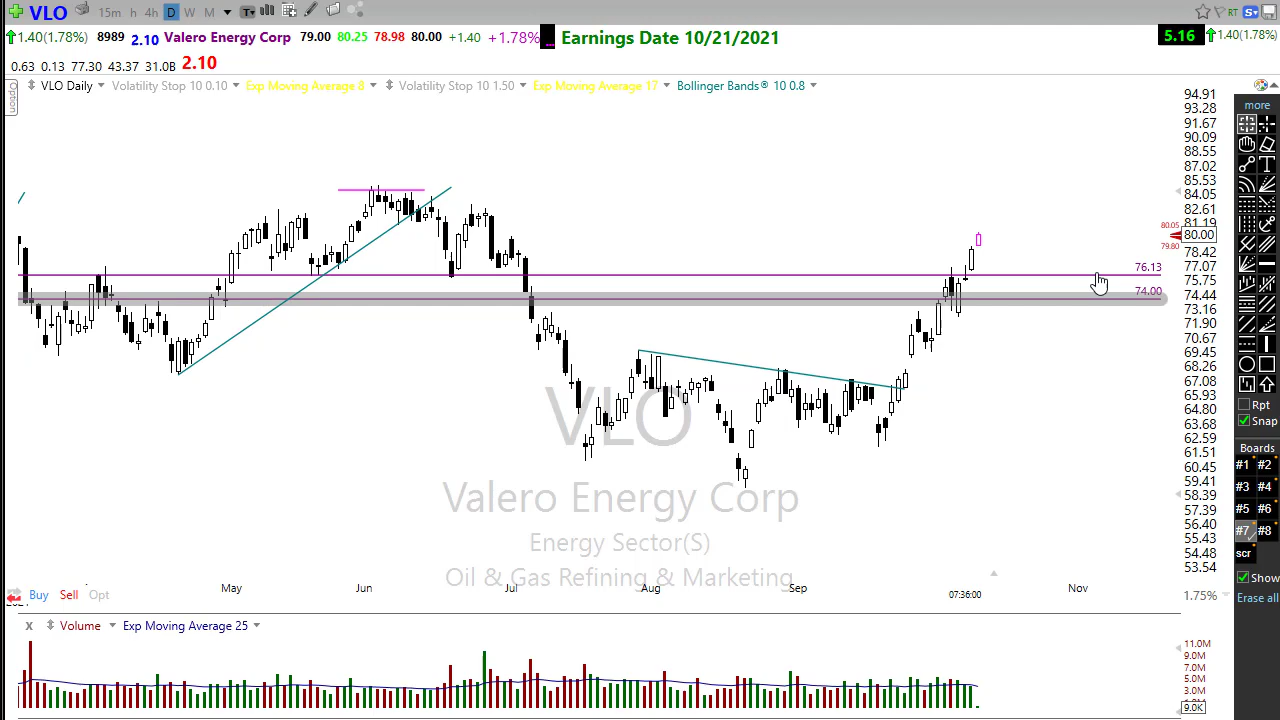 VLO 15m h 4h D W M T
RT S
1.40(1.78%) 8989 2.10 Valero Energy Corp 79.00 80.25 78.98 80.00 +1.40 +1.78% ... Earnings Date 10/21/2021 5.16 1.40(1.78%)
0.63 0.13 77.30 43.37 31.0B 2.10
Option
VLO Daily Volatility Stop 10 0.10 Exp Moving Average 8 Volatility Stop 10 1.50 Exp Moving Average 17 Bollinger Bands® 10 0.8
94.91
93.28
91.67
90.09
88.55
87.02
85.53
84.05
82.61
81.19
80.05
80.00
79.80
78.42
77.07
76.13
75.75
74.00
74.44
73.16
71.90
70.67
69.45
68.26
67.08
65.93
64.80
63.68
62.59
61.51
60.45
59.41
58.39
57.39
56.40
55.43
54.48
53.54
VLO
Valero Energy Corp
Energy Sector(S)
Oil & Gas Refining & Marketing
May Jun Jul Aug Sep 07:36:00 Nov
Buy Sell Opt
1.75%
X Volume Exp Moving Average 25
11.0M
9.0M
7.0M
5.0M
3.0M
9.0K
more
T
Rpt
Snap
Boards
#1 #2
#3 #4
#5 #6
#7 #8
scr
Show
Erase all